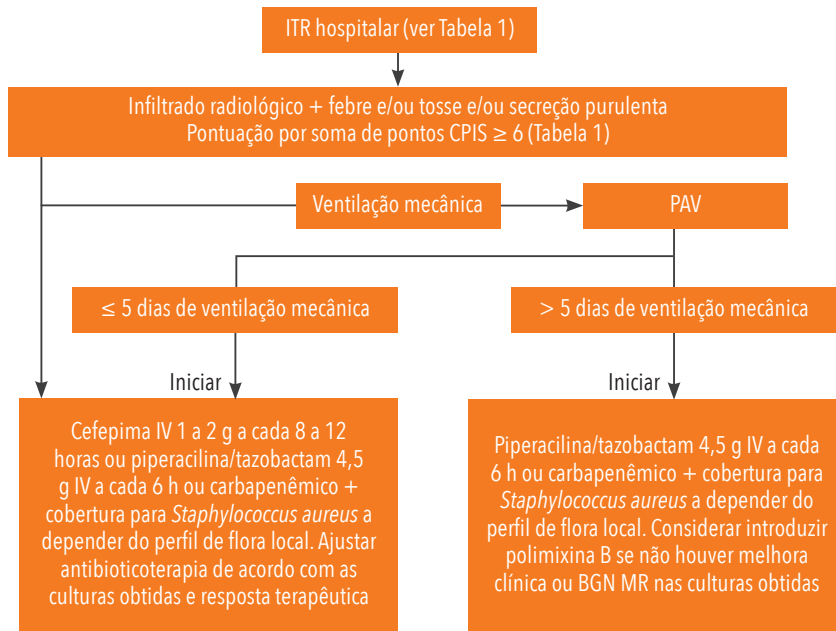 ITR hospitalar (ver Tabela 1)
Infiltrado radiológico + febre e/ou tosse e/ou secreção purulenta
Pontuação por soma de pontos CPIS ≥ 6 (Tabela 1)
Ventilação mecânica
PAV
≤ 5 dias de ventilação mecânica
> 5 dias de ventilação mecânica
Iniciar
Iniciar
Cefepima IV 1 a 2 g a cada 8 a 12
horas ou piperacilina/tazobactam 4,5
g IV a cada 6 h ou carbapenêmico +
cobertura para Staphylococcus aureus a
depender do perfil de flora local. Ajustar
antibioticoterapia de acordo com as
culturas obtidas e resposta terapêutica
Piperacilina/tazobactam 4,5 g IV a cada
6 h ou carbapenêmico + cobertura para
Staphylococcus aureus a depender do
perfil de flora local. Considerar introduzir
polimixina B se não houver melhora
clínica ou BGN MR nas culturas obtidas